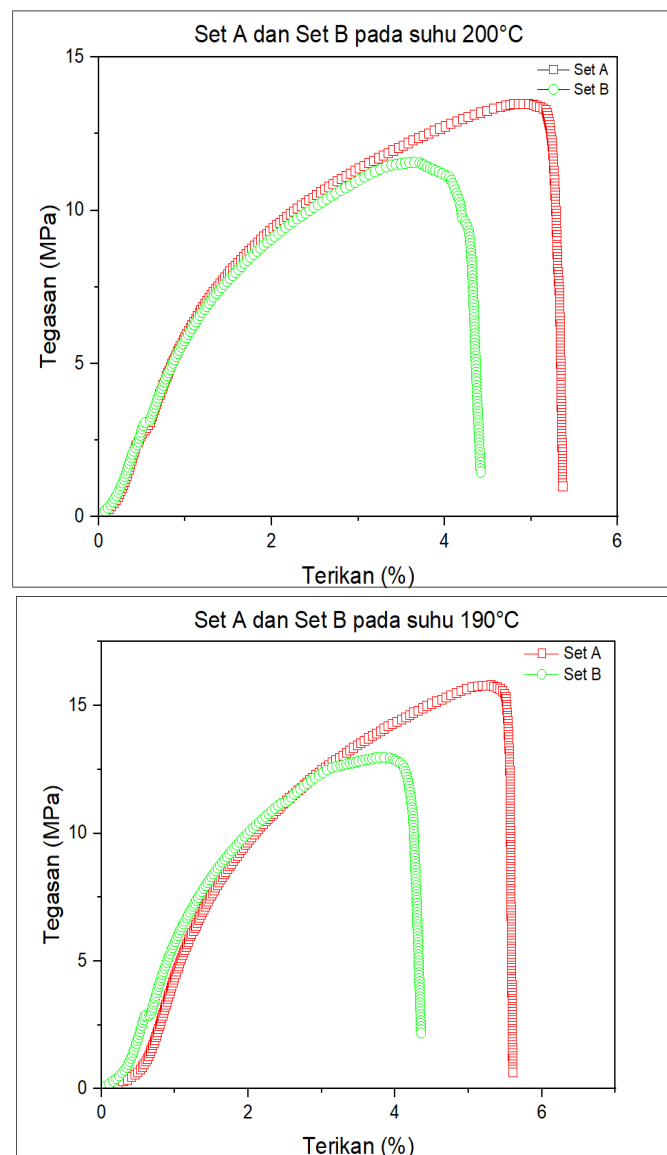 Set A dan Set B pada suhu 200°C
Set A
Set B
15
10
5
0
Tegasan (MPa)
0 2 4 6
Terikan (%)
Set A dan Set B pada suhu 190°C
Set A
Set B
15
10
5
0
Tegasan (MPa)
0 2 4 6
Terikan (%)